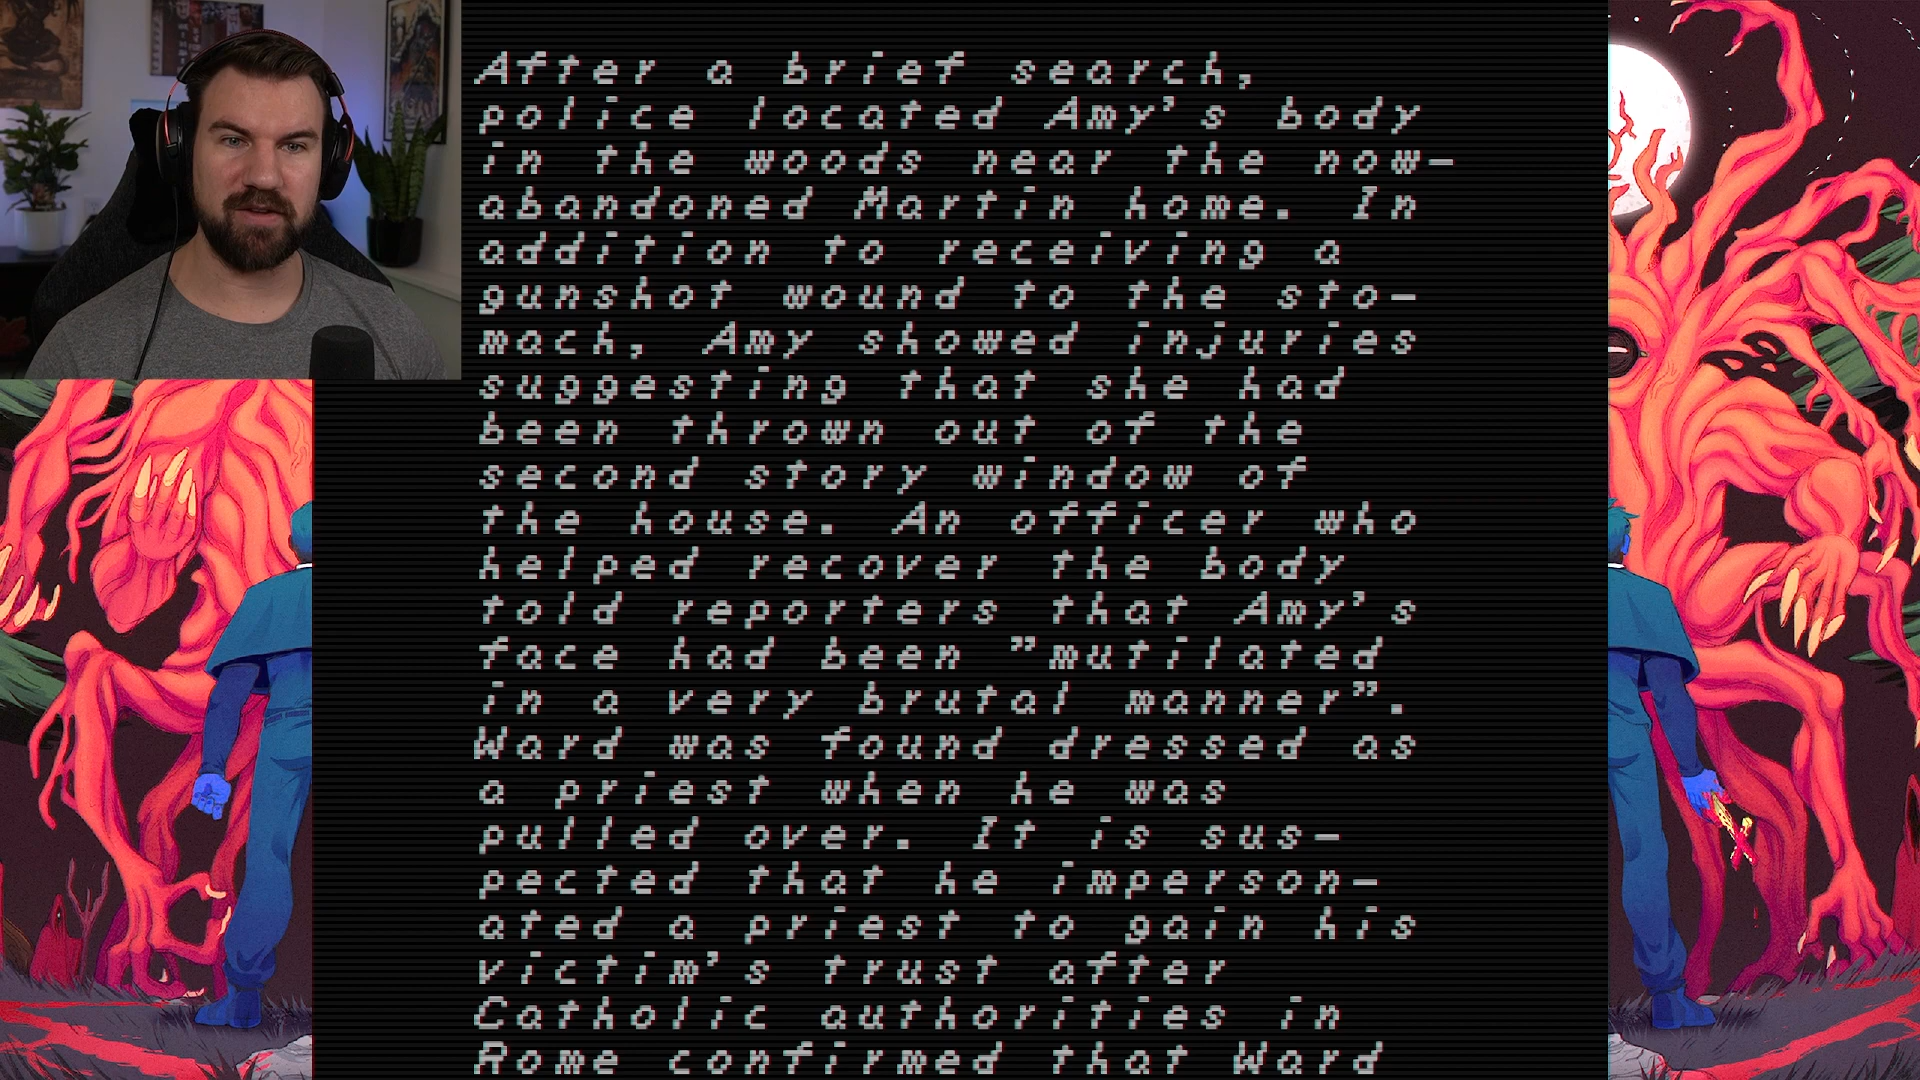 After a brief search,
police located Amy's body
in the woods near the now-
abandoned Martin home. In
addition to receiving a
gunshot wound to the sto-
mach, Amy showed injuries
suggesting that she had
been thrown out of the
second story window of
the house. An officer who
helped recover the body
told reporters that Amy's
face had been "mutilated
in a very brutal manner".
Ward was found dressed as
a priest when he was
pulled over. It is sus-
pected that he imperson-
ated a priest to gain his
victim's trust after
Catholic authorities in
Rome confirmed that Ward